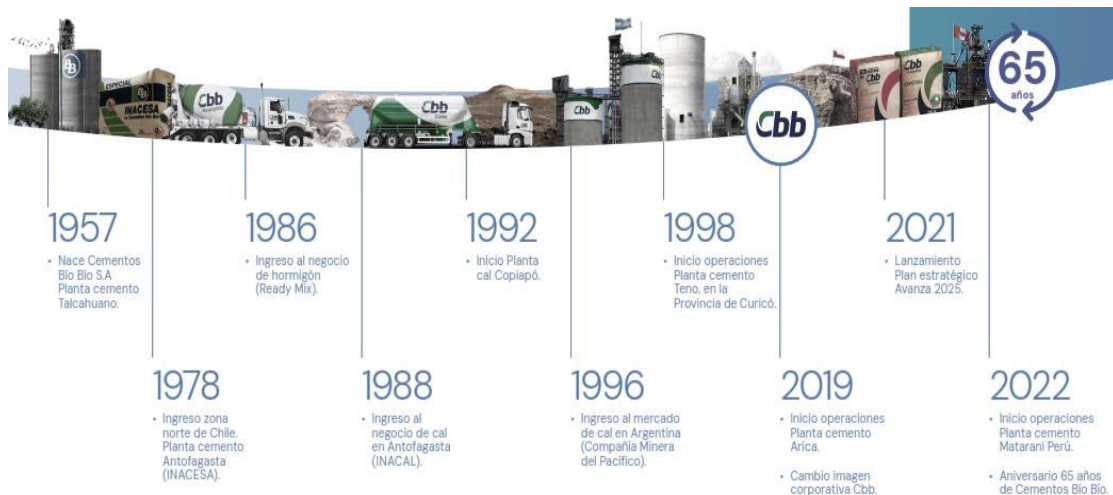 BB
ESPECIAL
INACESA
Cbb
Cbb
Cales
Cbb
Cbb
Cbb
Cbb
ESPECIAL
65
años
1957
• Nace Cementos
Bío Bío S.A
Planta cemento
Talcahuano.
1986
• Ingreso al negocio
de hormigón
(Ready Mix).
1992
• Inicio Planta
cal Copiapó.
1998
• Inicio operaciones
Planta cemento
Teno, en la
Provincia de Curicó.
2021
• Lanzamiento
Plan estratégico
Avanza 2025.
1978
• Ingreso zona
norte de Chile.
Planta cemento
Antofagasta
(INACESA).
1988
• Ingreso al
negocio de cal
en Antofagasta
(INACAL).
1996
• Ingreso al mercado
de cal en Argentina
(Compañía Minera
del Pacífico).
2019
• Inicio operaciones
Planta cemento
Arica.
• Cambio imagen
corporativa Cbb.
2022
• Inicio operaciones
Planta cemento
Matarani Perú.
• Aniversario 65 años
de Cementos Bío Bío.